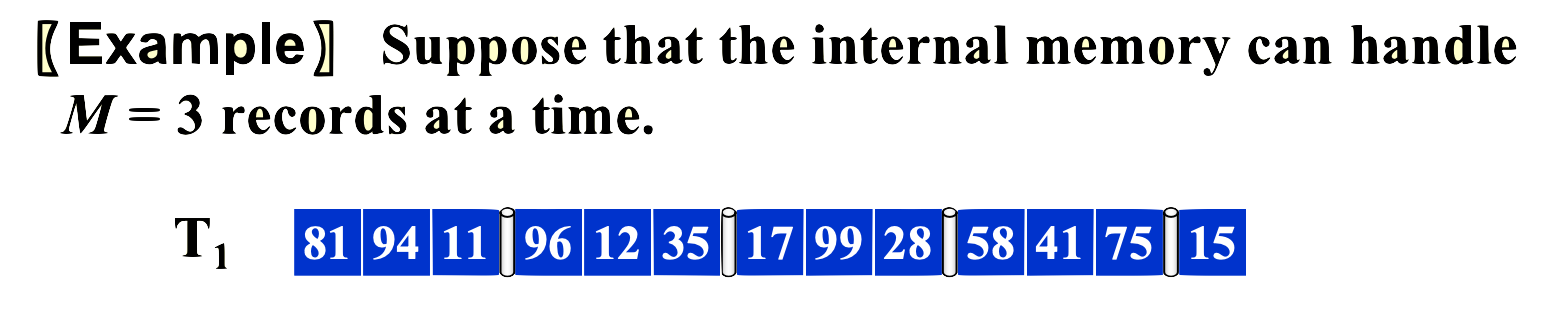 〖Example〗 Suppose that the internal memory can handle
M = 3 records at a time.
T1 81 94 11 96 12 35 17 99 28 58 41 75 15